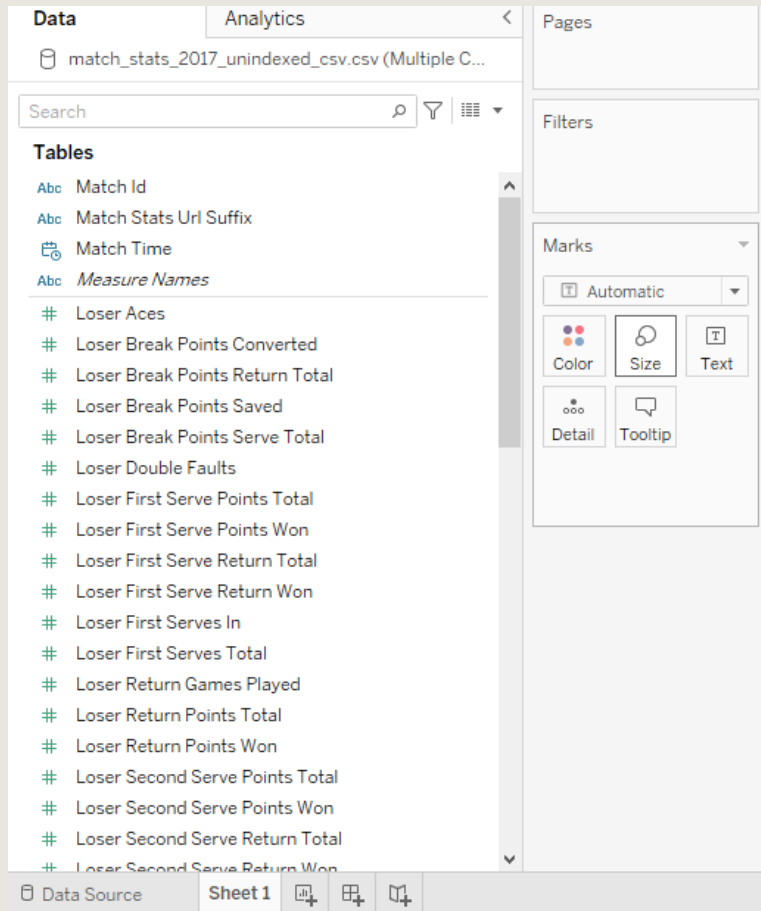 Data
Analytics
match_stats_2017_unindexed_csv.csv (Multiple C...
Search
Tables
Abc Match Id
Abc Match Stats Url Suffix
Match Time
Abc Measure Names
# Loser Aces
# Loser Break Points Converted
# Loser Break Points Return Total
# Loser Break Points Saved
# Loser Break Points Serve Total
# Loser Double Faults
# Loser First Serve Points Total
# Loser First Serve Points Won
# Loser First Serve Return Total
# Loser First Serve Return Won
# Loser First Serves In
# Loser First Serves Total
# Loser Return Games Played
# Loser Return Points Total
# Loser Return Points Won
# Loser Second Serve Points Total
# Loser Second Serve Points Won
# Loser Second Serve Return Total
# Loser Second Serve Return Won
Pages
Filters
Marks
T Automatic
Color
Size
T Text
Detail
Tooltip
Data Source
Sheet 1